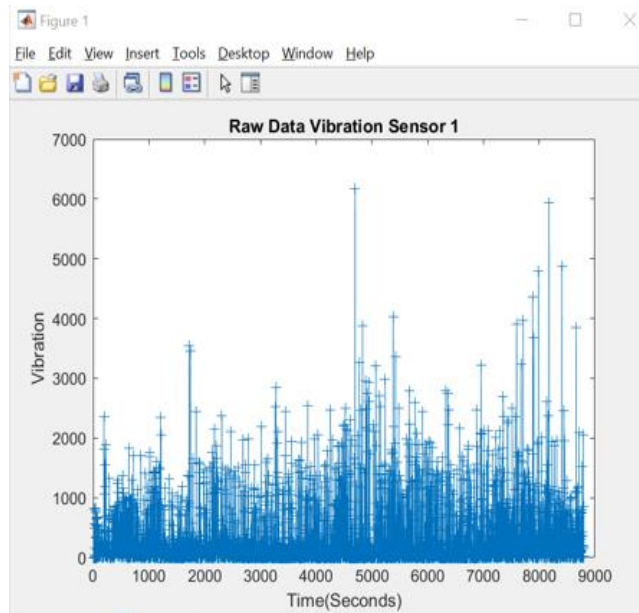 Figure 1
File Edit View Insert Tools Desktop Window Help
Raw Data Vibration Sensor 1
7000
6000
5000
4000
3000
2000
1000
0
Vibration
0 1000 2000 3000 4000 5000 6000 7000 8000 9000
Time(Seconds)